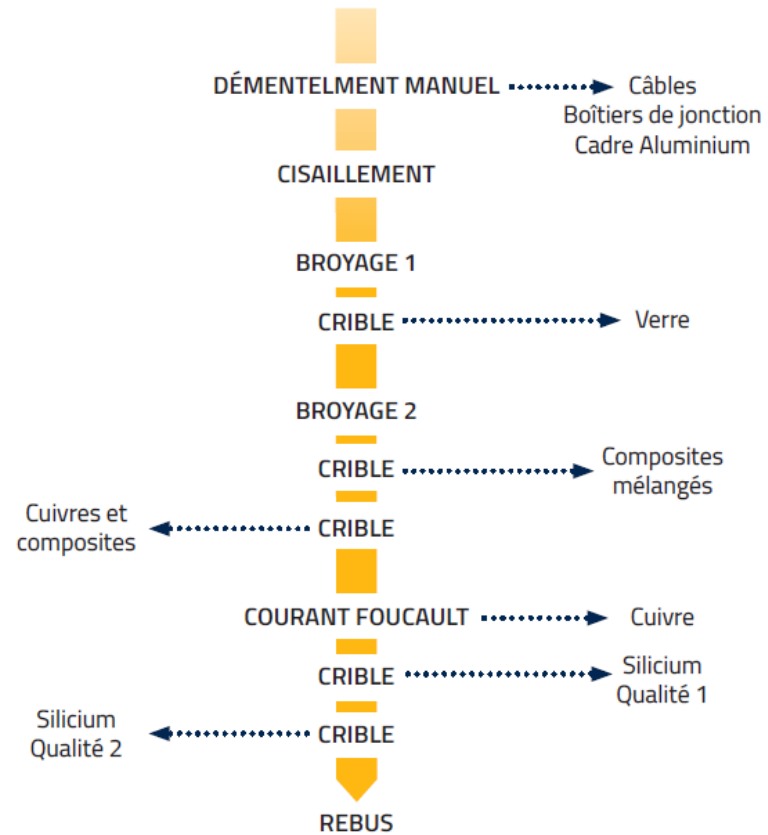 DÉMENTELMENT MANUEL
Câbles
Boîtiers de jonction
Cadre Aluminium
CISAILLEMENT
BROYAGE 1
CRIBLE
Verre
BROYAGE 2
CRIBLE
Composites
mélangés
Cuivres et
composites
CRIBLE
COURANT FOUCAULT
Cuivre
CRIBLE
Silicium
Qualité 1
Silicium
Qualité 2
CRIBLE
REBUS